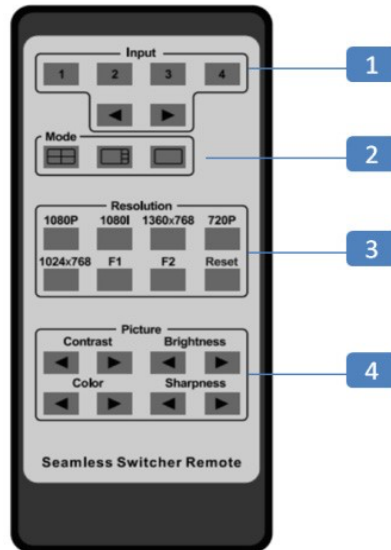 Input
1 2 3 4
1
Mode
2
Resolution
1080P 1080I 1360x768 720P
3
1024x768 F1 F2 Reset
Picture
Contrast Brightness
4
Color Sharpness
Seamless Switcher Remote